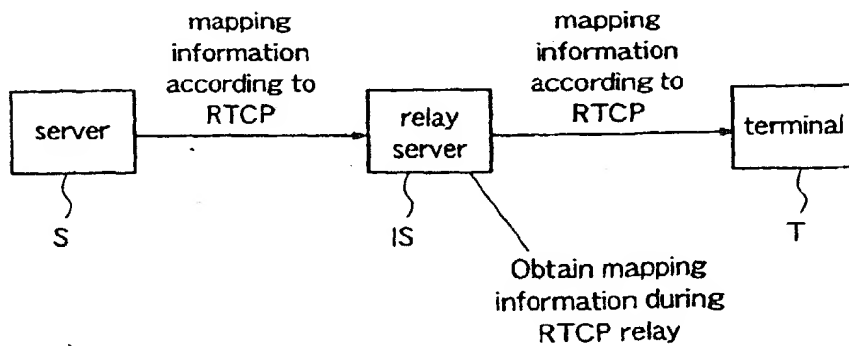 mapping
information
according to
RTCP
mapping
information
according to
RTCP
server
relay
server
terminal
S
IS
T
Obtain mapping
information during
RTCP relay